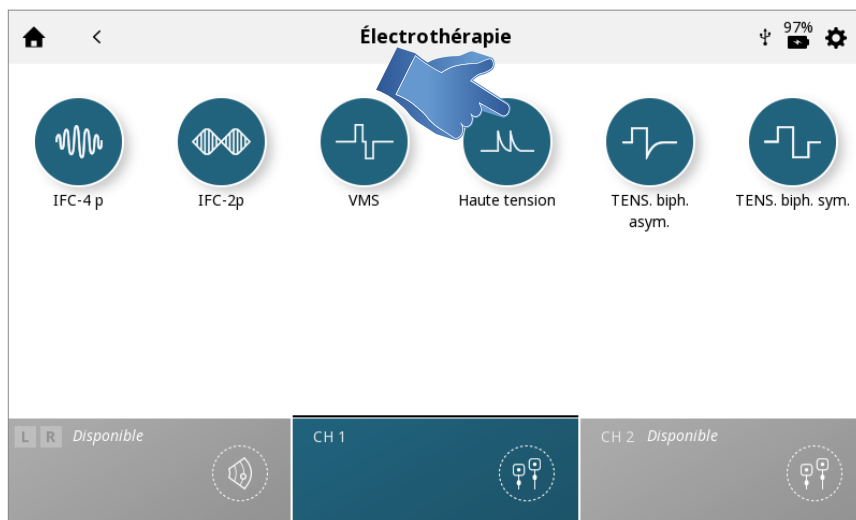 Électrothérapie
97%
IFC-4 p
IFC-2p
VMS
Haute tension
TENS. biph.
asym.
TENS. biph. sym.
L R Disponible
CH 1
CH 2 Disponible